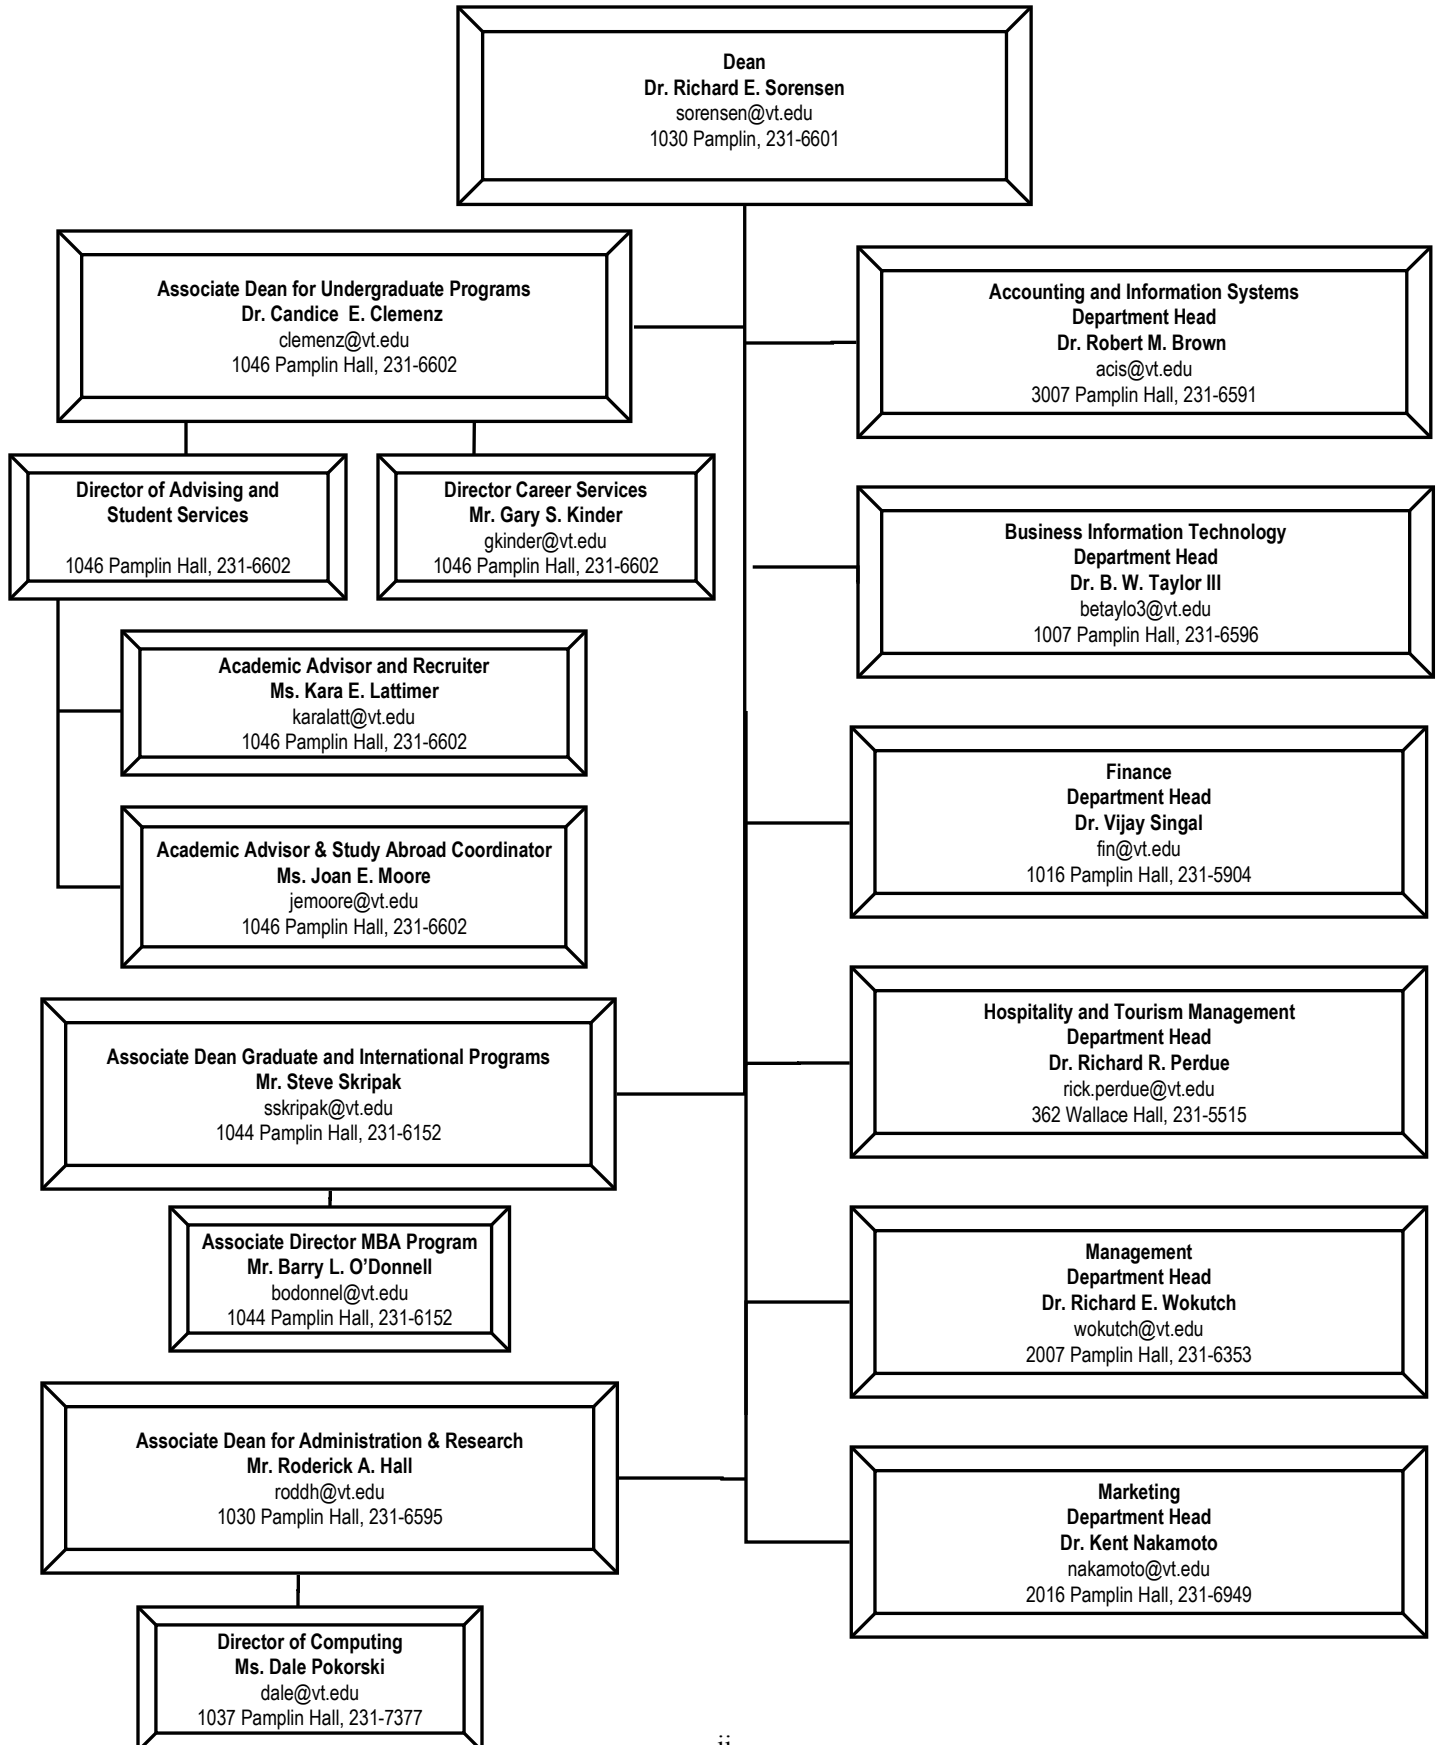 Dean
Dr. Richard E. Sorensen
sorensen@vt.edu
1030 Pamplin, 231-6601
Associate Dean for Undergraduate Programs
Dr. Candice  E. Clemenz
clemenz@vt.edu
1046 Pamplin Hall, 231-6602
Director of Advising and
Student Services
1046 Pamplin Hall, 231-6602
Director Career Services
Mr. Gary S. Kinder
gkinder@vt.edu
1046 Pamplin Hall, 231-6602
Academic Advisor and Recruiter
Ms. Kara E. Lattimer
karalatt@vt.edu
1046 Pamplin Hall, 231-6602
Academic Advisor & Study Abroad Coordinator
Ms. Joan E. Moore
jemoore@vt.edu
1046 Pamplin Hall, 231-6602
Associate Dean Graduate and International Programs
Mr. Steve Skripak
sskripak@vt.edu
1044 Pamplin Hall, 231-6152
Associate Director MBA Program
Mr. Barry L. O’Donnell
bodonnel@vt.edu
1044 Pamplin Hall, 231-6152
Associate Dean for Administration & Research
Mr. Roderick A. Hall
roddh@vt.edu
1030 Pamplin Hall, 231-6595
Director of Computing
Ms. Dale Pokorski
dale@vt.edu
1037 Pamplin Hall, 231-7377
Accounting and Information Systems
Department Head
Dr. Robert M. Brown
acis@vt.edu
3007 Pamplin Hall, 231-6591
Business Information Technology
Department Head
Dr. B. W. Taylor III
betaylo3@vt.edu
1007 Pamplin Hall, 231-6596
Finance
Department Head
Dr. Vijay Singal
fin@vt.edu
1016 Pamplin Hall, 231-5904
Hospitality and Tourism Management
Department Head
Dr. Richard R. Perdue
rick.perdue@vt.edu
362 Wallace Hall, 231-5515
Management
Department Head
Dr. Richard E. Wokutch
wokutch@vt.edu
2007 Pamplin Hall, 231-6353
Marketing
Department Head
Dr. Kent Nakamoto
nakamoto@vt.edu
2016 Pamplin Hall, 231-6949
ii